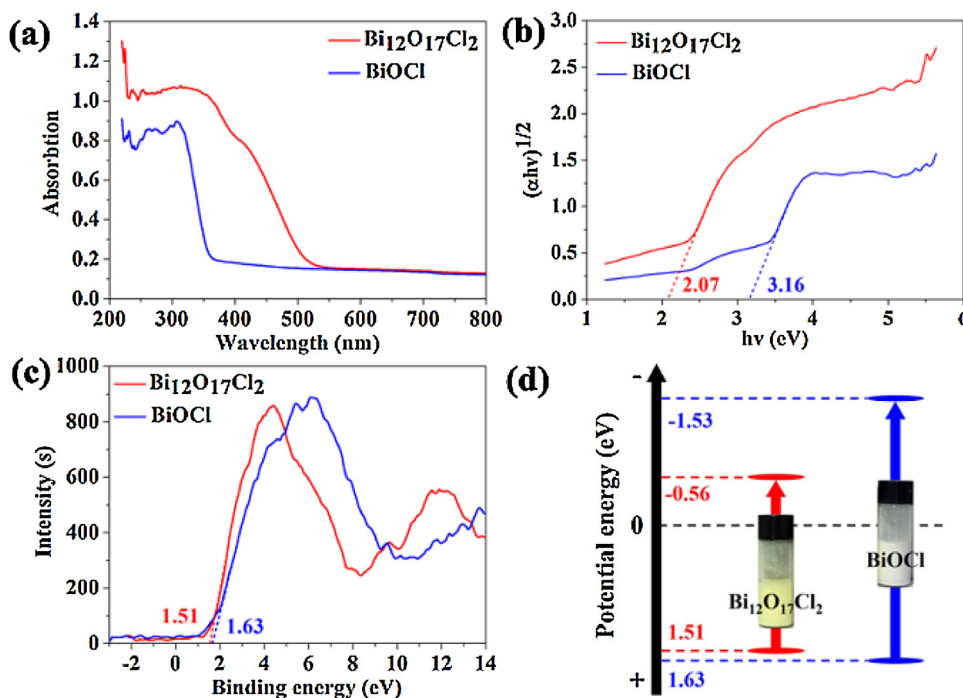 (a)
Bi12O17Cl2
BiOCl
Absorbtion
1.4
1.2
1.0
0.8
0.6
0.4
0.2
0.0
200 300 400 500 600 700 800
Wavelength (nm)
(b)
Bi12O17Cl2
BiOCl
(αhv)1/2
3.0
2.5
2.0
1.5
1.0
0.5
0.0
2.07 3.16
1 2 3 4 5 6
hv (eV)
(c)
Bi12O17Cl2
BiOCl
Intensity (s)
1000
800
600
400
200
0
1.51 1.63
-2 0 2 4 6 8 10 12 14
Binding energy (eV)
(d)
Potential energy (eV)
-
-1.53
-0.56
0
BiOCl
Bi12O17Cl2
1.51
1.63
+